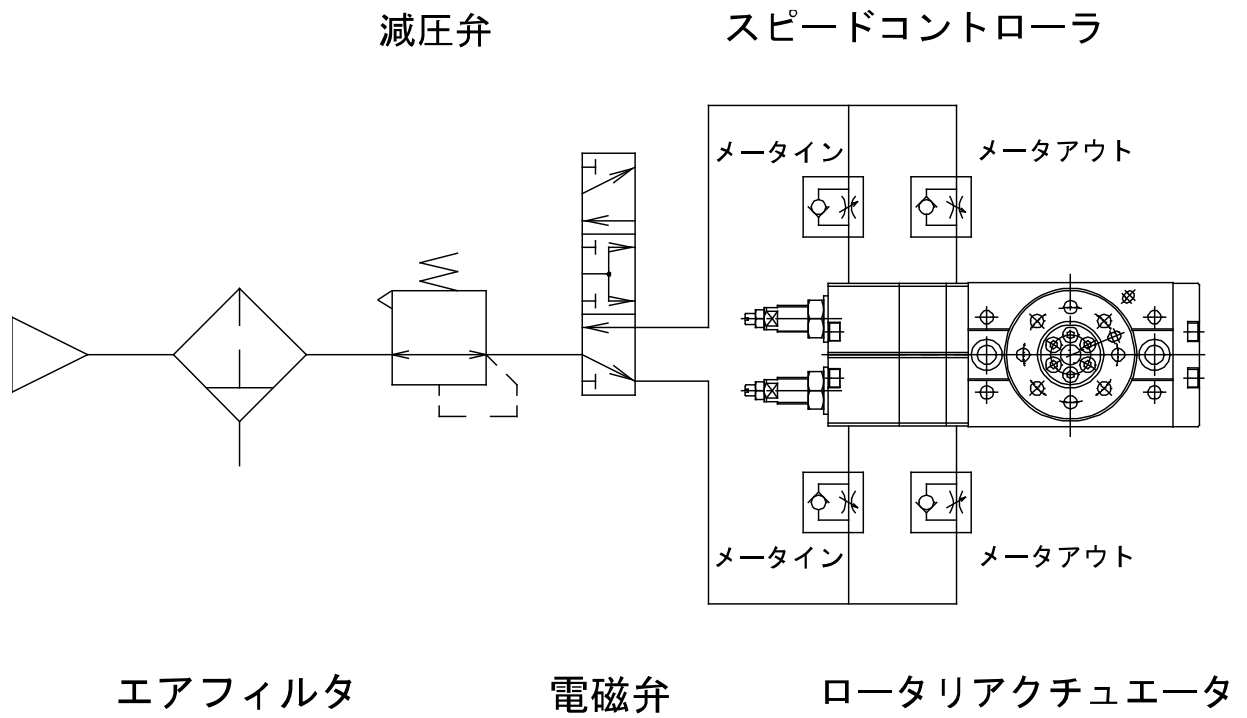 減圧弁
スピードコントローラ
メータイン
メータアウト
メータイン
メータアウト
エアフィルタ
電磁弁
ロータリアクチュエータ